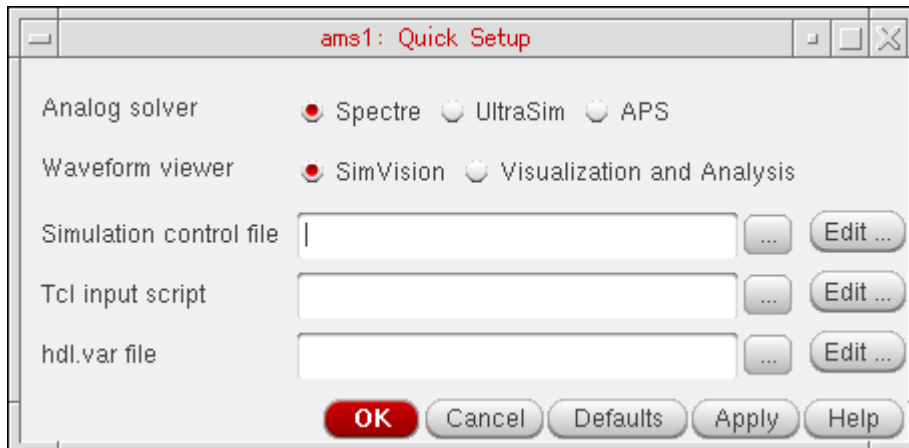 ams1: Quick Setup
Analog solver Spectre UltraSim APS
Waveform viewer SimVision Visualization and Analysis
Simulation control file ... Edit ...
Tcl input script ... Edit ...
hdl.var file ... Edit ...
OK Cancel Defaults Apply Help